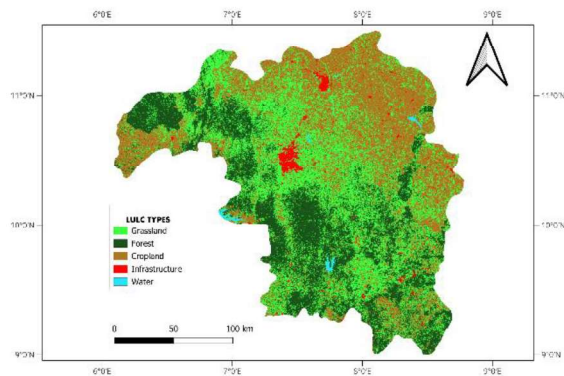 6°0'E 7°0'E 8°0'E 9°0'E
11°0'N 11°0'N
10°0'N 10°0'N
LULC TYPES
Grassland
Forest
Cropland
Infrastructure
Water
0 50 100 km
9°0'N 9°0'N
6°0'E 7°0'E 8°0'E 9°0'E